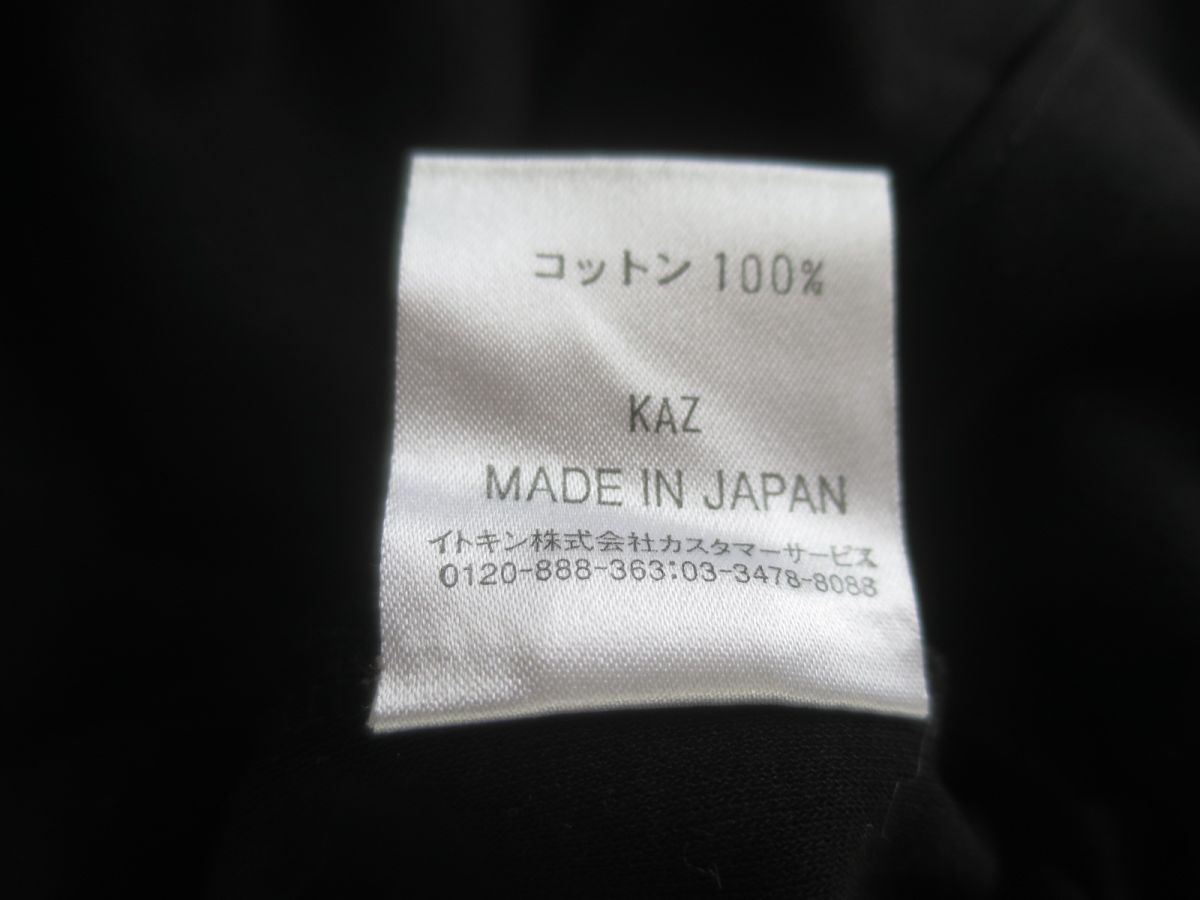 コットン 100%
KAZ
MADE IN JAPAN
イトキン株式会社カスタマーサービス
0120-888-363:03-3478-8088